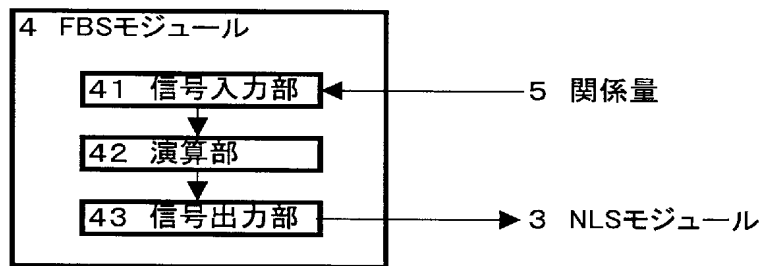 4 FBSモジュール
41 信号入力部
5 関係量
42 演算部
43 信号出力部
3 NLSモジュール